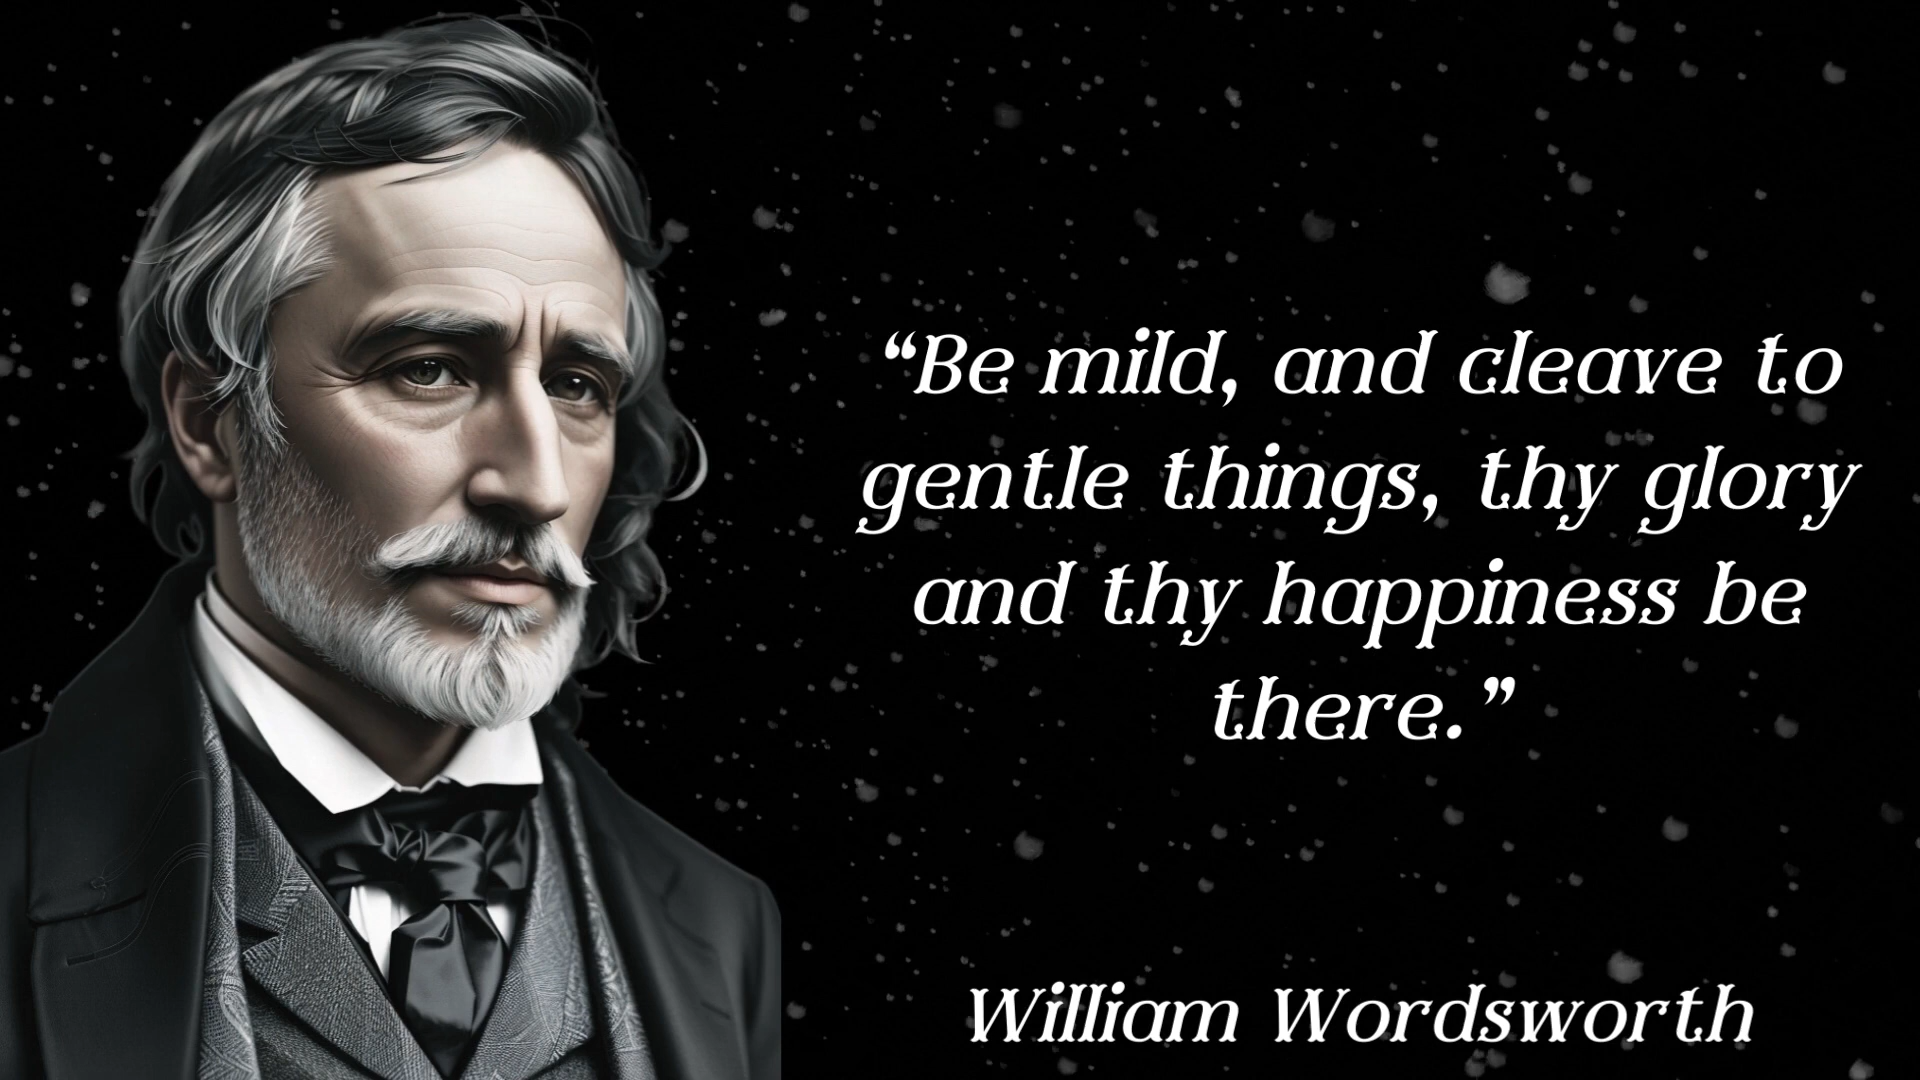 “Be mild, and cleave to
gentle things, thy glory
and thy happiness be
there.”
William Wordsworth